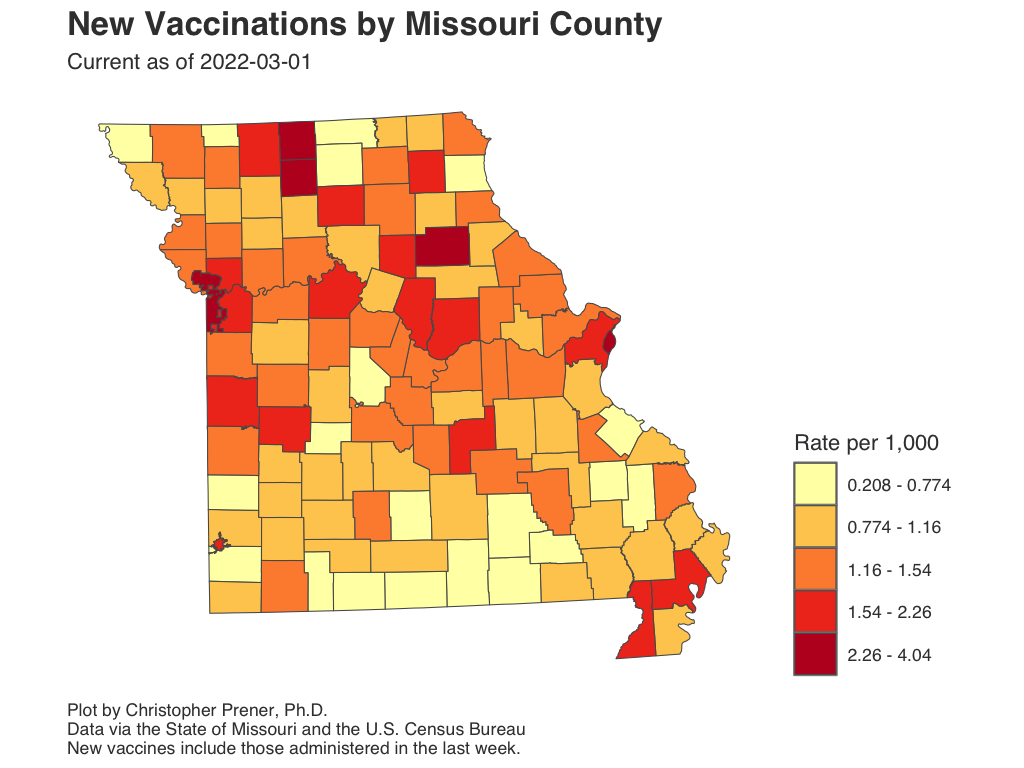 New Vaccinations by Missouri County
Current as of 2022-03-01
Rate per 1,000
0.208 - 0.774
0.774 - 1.16
1.16 - 1.54
1.54 - 2.26
2.26 - 4.04
Plot by Christopher Prener, Ph.D.
Data via the State of Missouri and the U.S. Census Bureau
New vaccines include those administered in the last week.